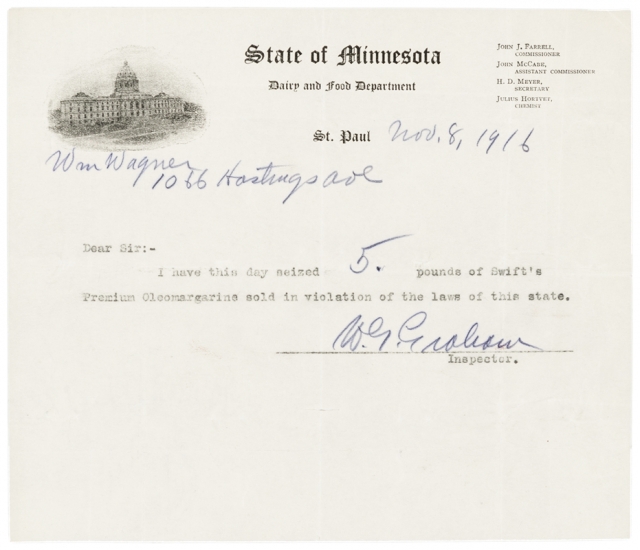 State of Minnesota
Dairy and Food Department
John J. Farrell,
COMMISSIONER
John McCabe,
ASSISTANT COMMISSIONER
H. D. Meyer,
SECRETARY
Julius Hortvet,
CHEMIST
St. Paul Nov. 8, 1916
Wm Wagner
1066 Hastings ave
Dear Sir:-
I have this day seized 5. pounds of Swift's
Premium Oleomargarine sold in violation of the laws of this state.
W. G. Graham
Inspector.